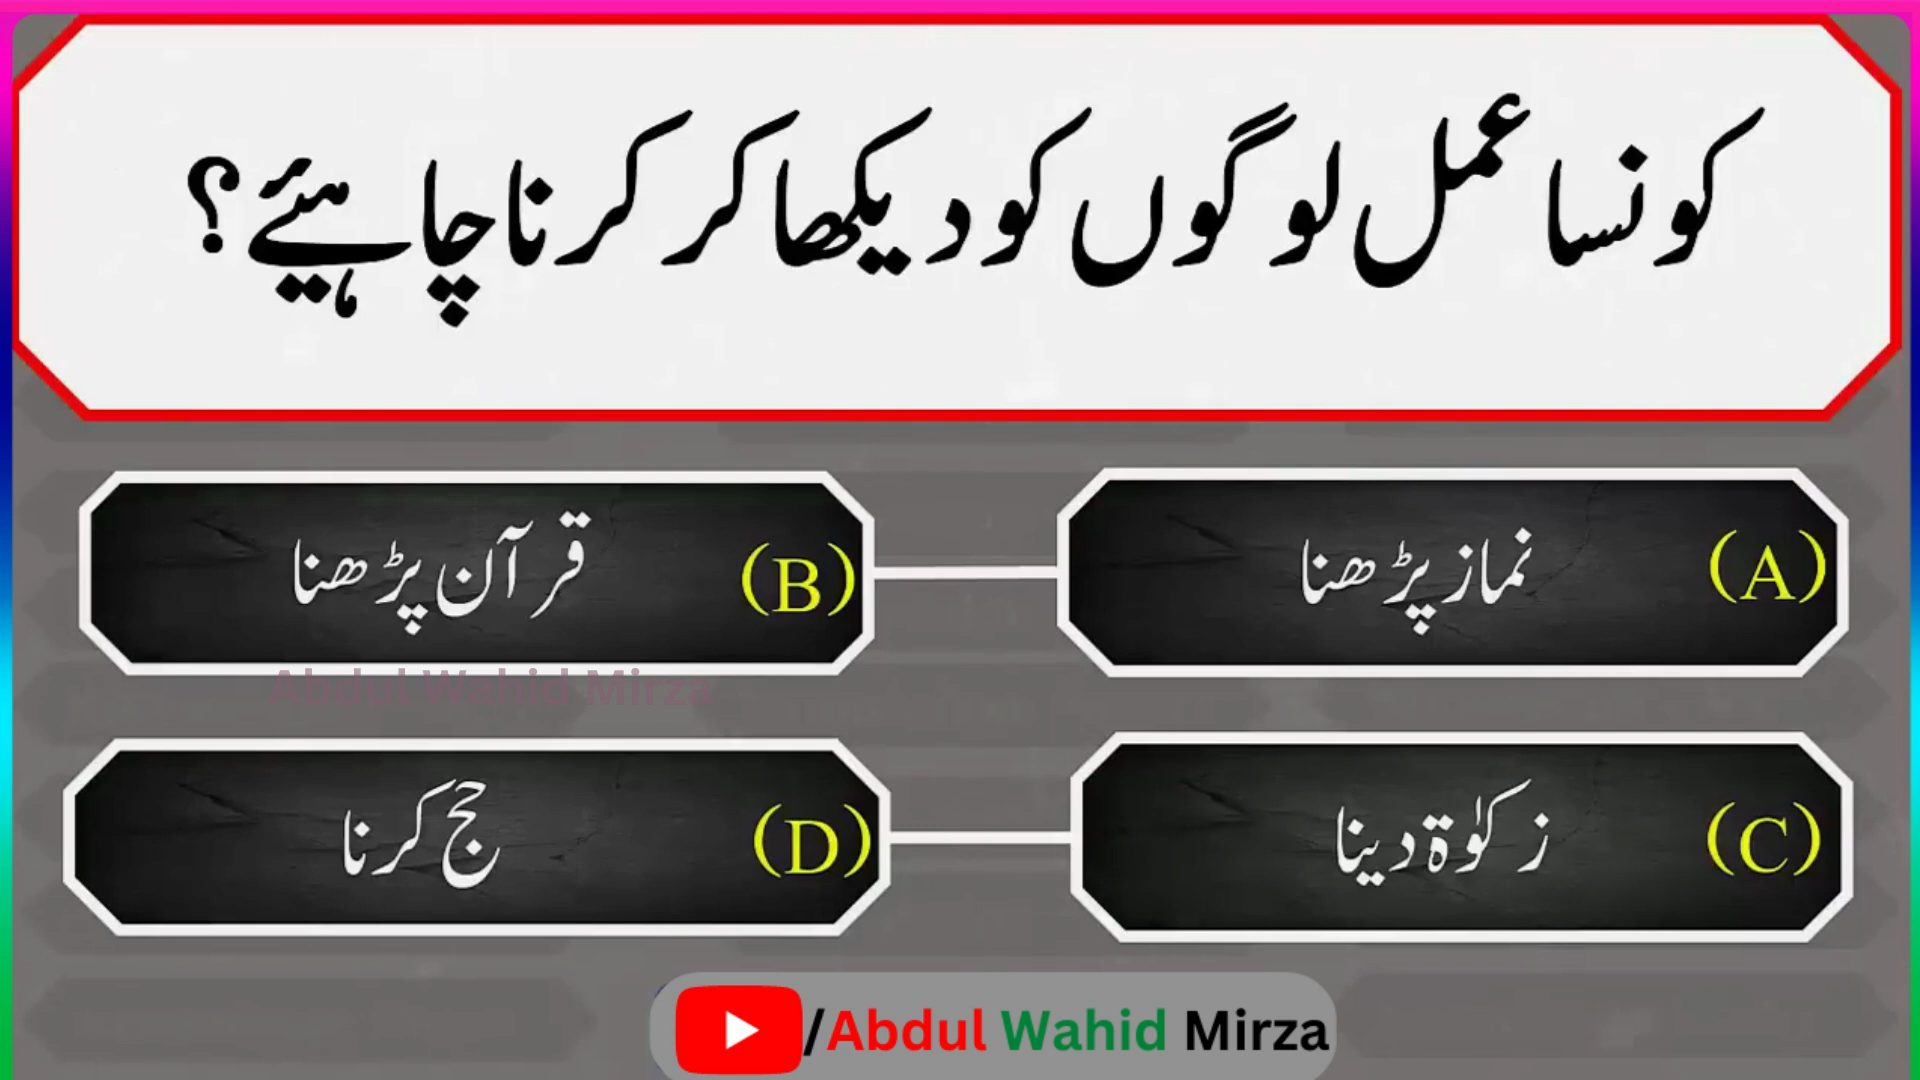 کونسا عمل لوگوں کو دیکھا کر کرنا چاہیئے؟
(A) نماز پڑھنا
(B) قرآن پڑھنا
Abdul Wahid Mirza
(C) زکوٰۃ دینا
(D) حج کرنا
/Abdul Wahid Mirza